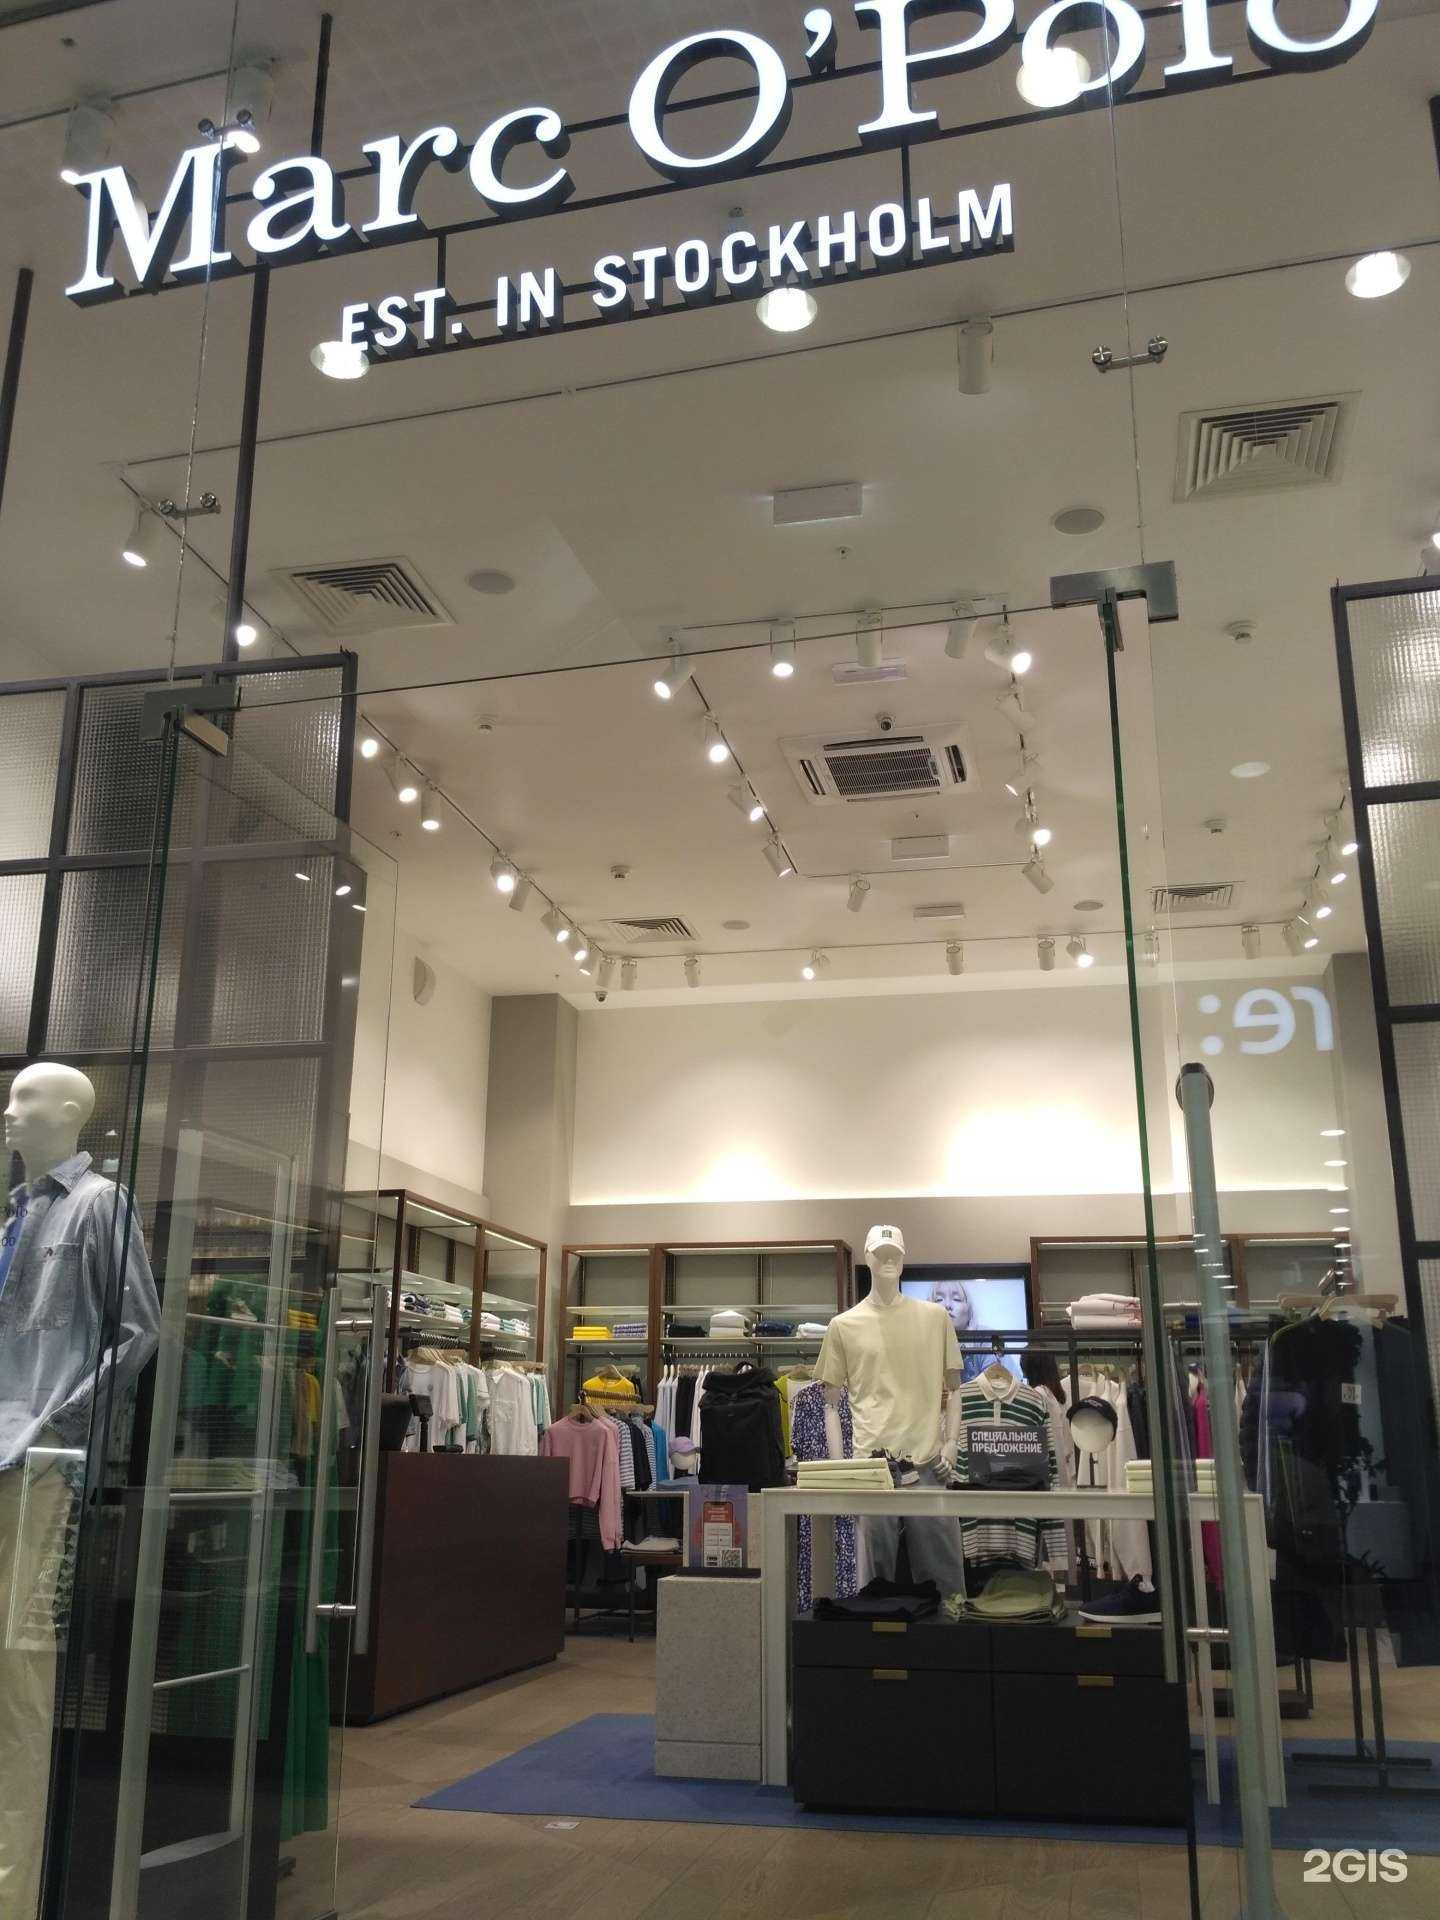 Marc O'Polo
EST. IN STOCKHOLM
re:
СПЕЦИАЛЬНОЕ
ПРЕДЛОЖЕНИЕ
2GIS